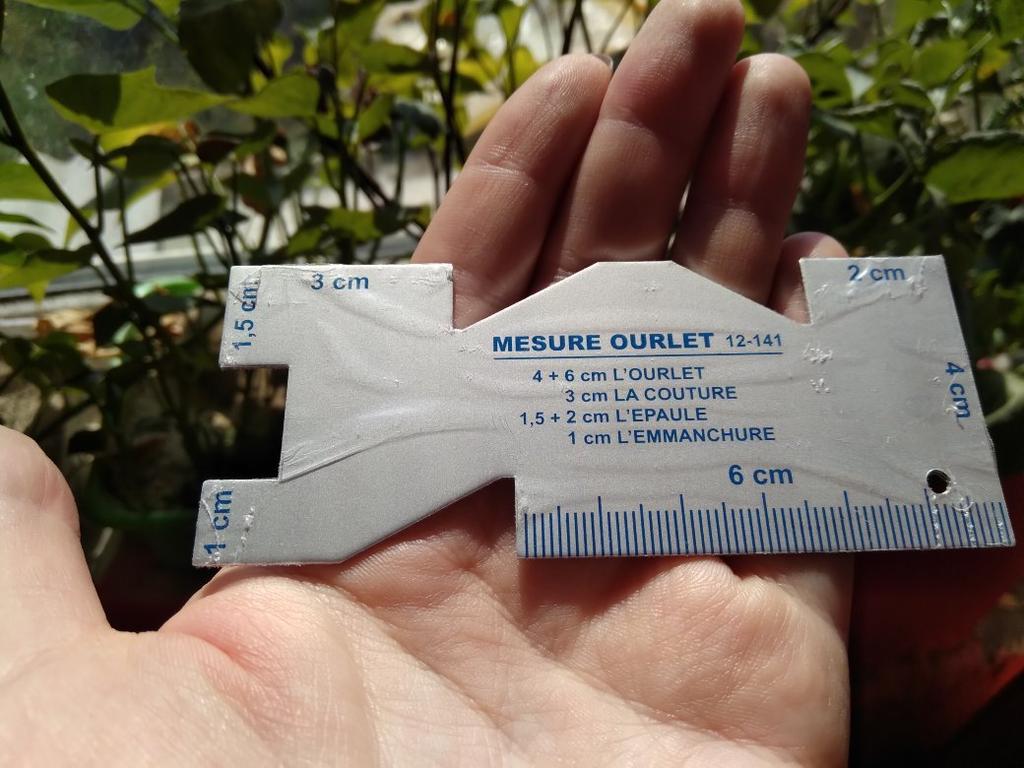 3 cm
2 cm
1,5 cm
MESURE OURLET 12-141
4 + 6 cm L'OURLET
3 cm LA COUTURE
1,5 + 2 cm L'EPAULE
1 cm L'EMMANCHURE
4 cm
6 cm
1 cm